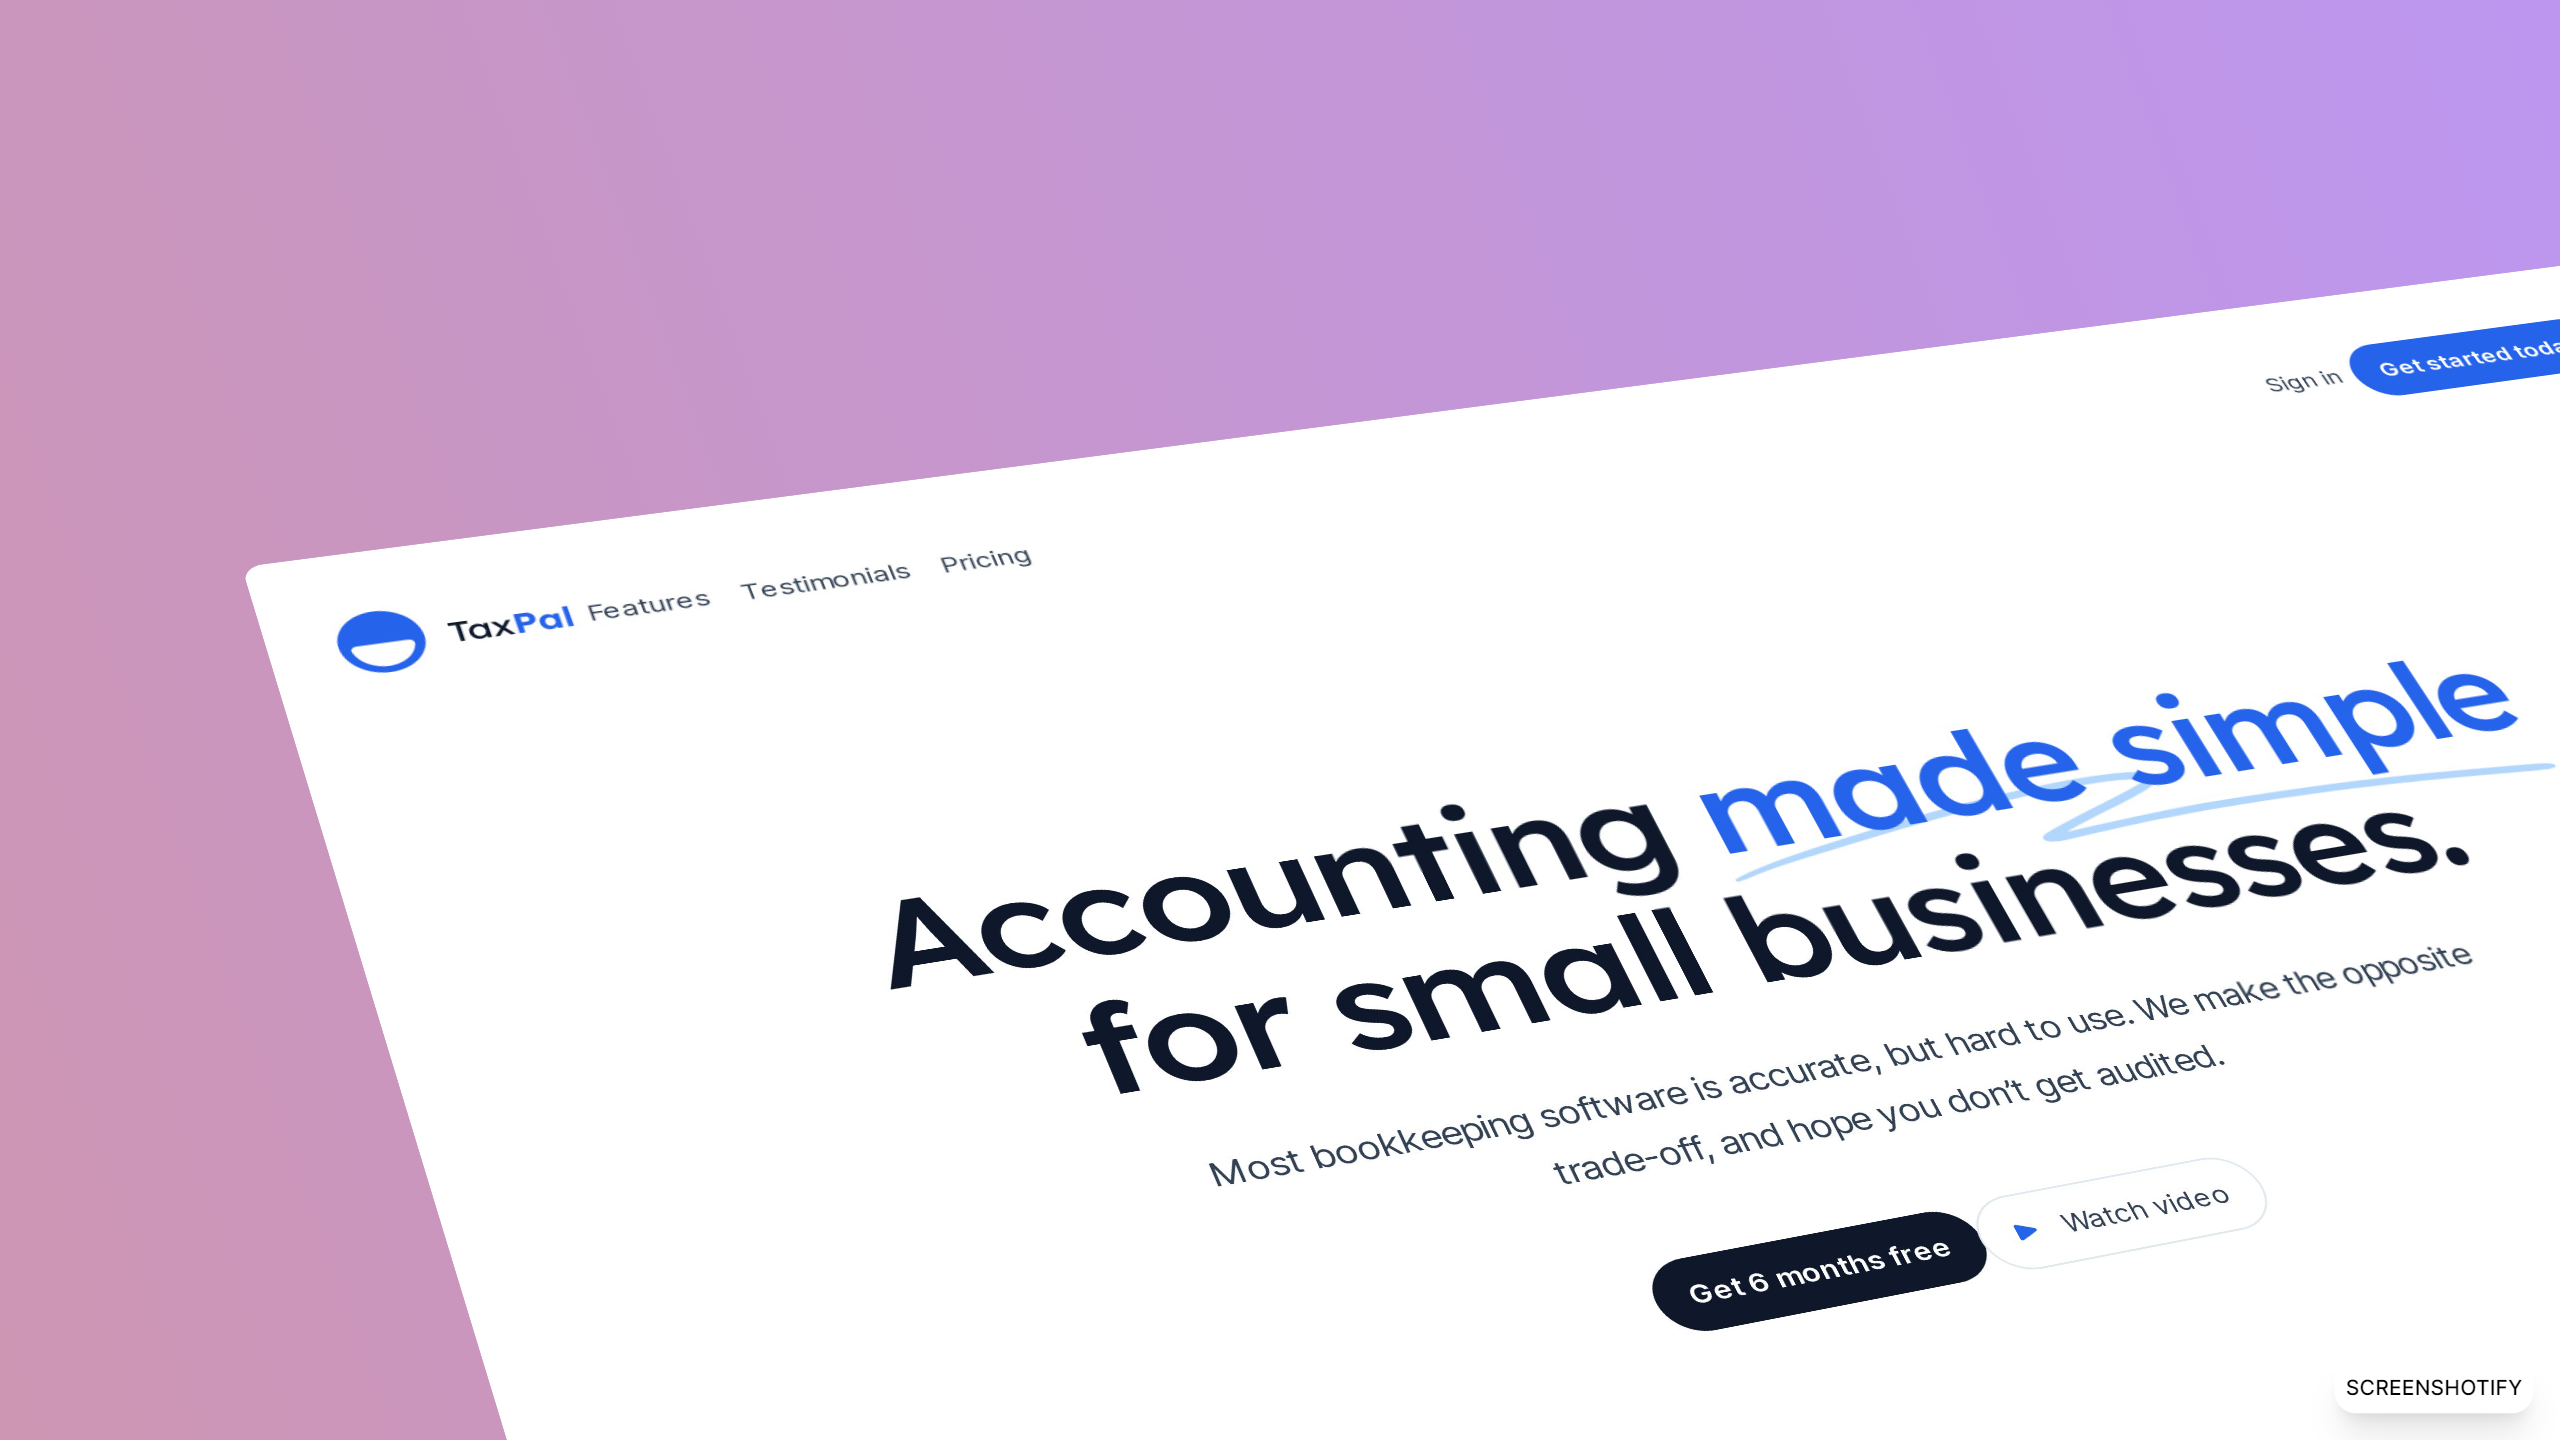 TaxPal Features Testimonials Pricing
Sign in Get started toda
Accounting made simple
for small businesses.
Most bookkeeping software is accurate, but hard to use. We make the opposite
trade-off, and hope you don't get audited.
Get 6 months free Watch video
SCREENSHOTIFY